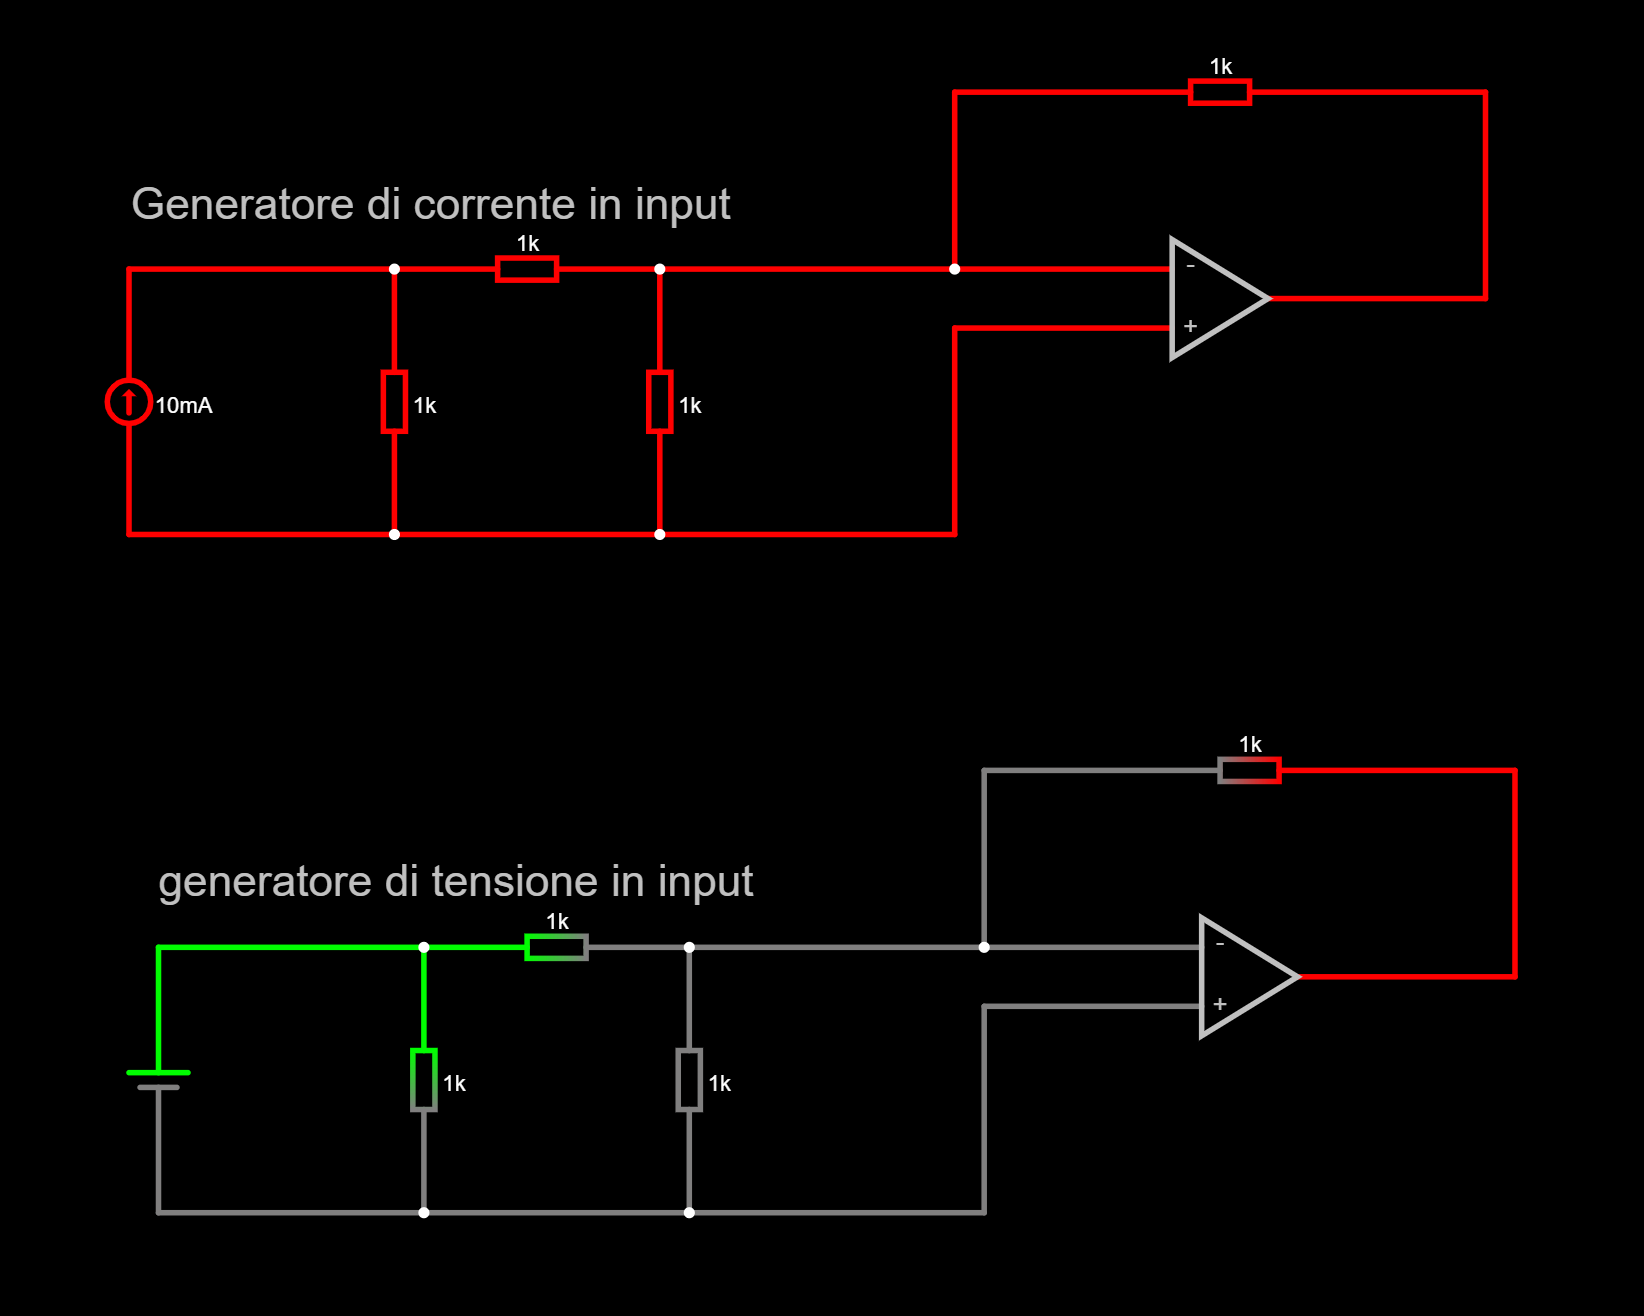 1k
Generatore di corrente in input
1k
-
+
10mA
1k
1k
1k
generatore di tensione in input
1k
-
+
1k
1k